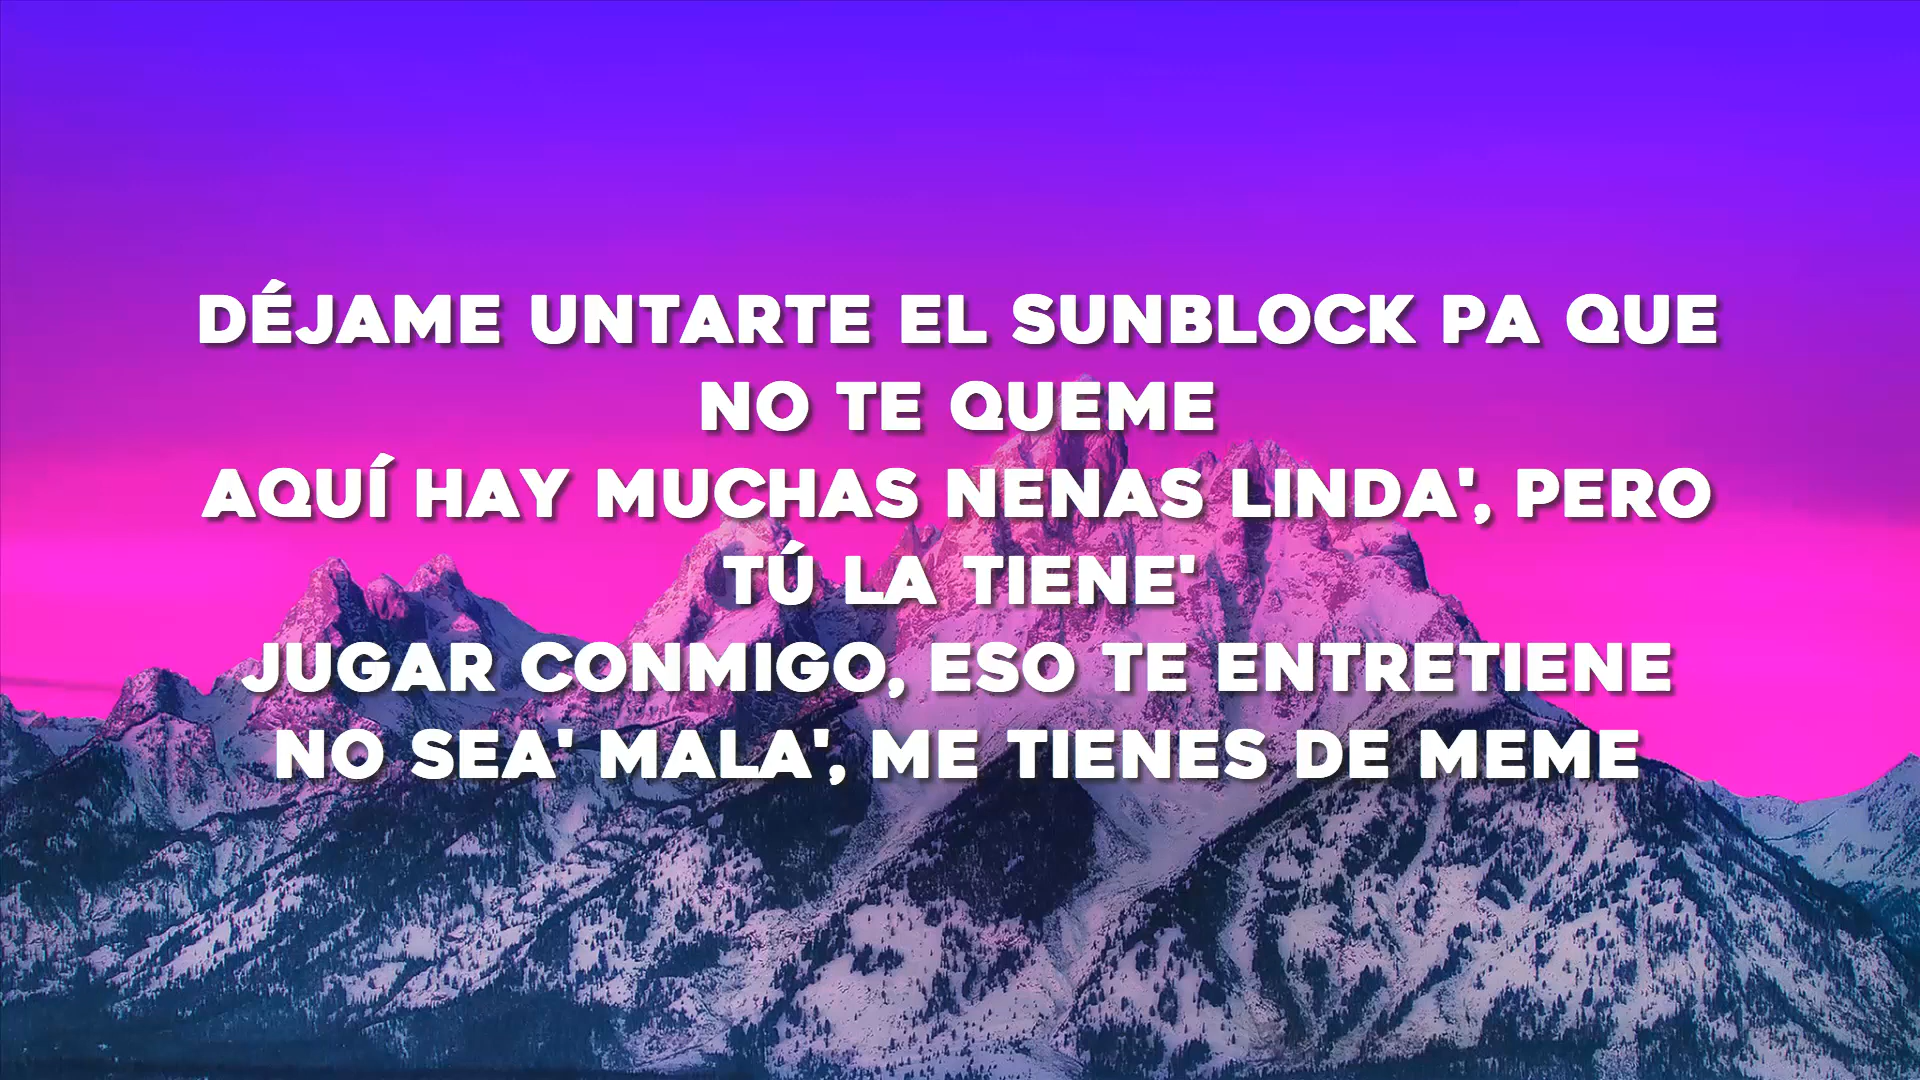 DÉJAME UNTARTE EL SUNBLOCK PA QUE
NO TE QUEME
AQUÍ HAY MUCHAS NENAS LINDA', PERO
TÚ LA TIENE'
JUGAR CONMIGO, ESO TE ENTRETIENE
NO SEA' MALA', ME TIENES DE MEME